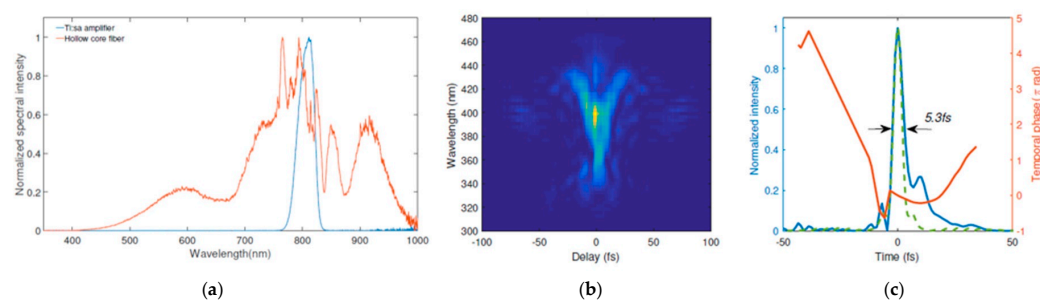 Ti:sa amplifier
Hollow core fiber
Normalized spectral intensity
1
0.8
0.6
0.4
0.2
0
400 500 600 700 800 900 1000
Wavelength(nm)
(a)
Wavelength (nm)
480
460
440
420
400
380
360
340
320
300
-100 -50 0 50 100
Delay (fs)
(b)
Normalized intensity
1
0.8
0.6
0.4
0.2
0
5.3fs
5
4
3
2
1
0
-1
Temporal phase(π rad)
-50 0 50
Time (fs)
(c)